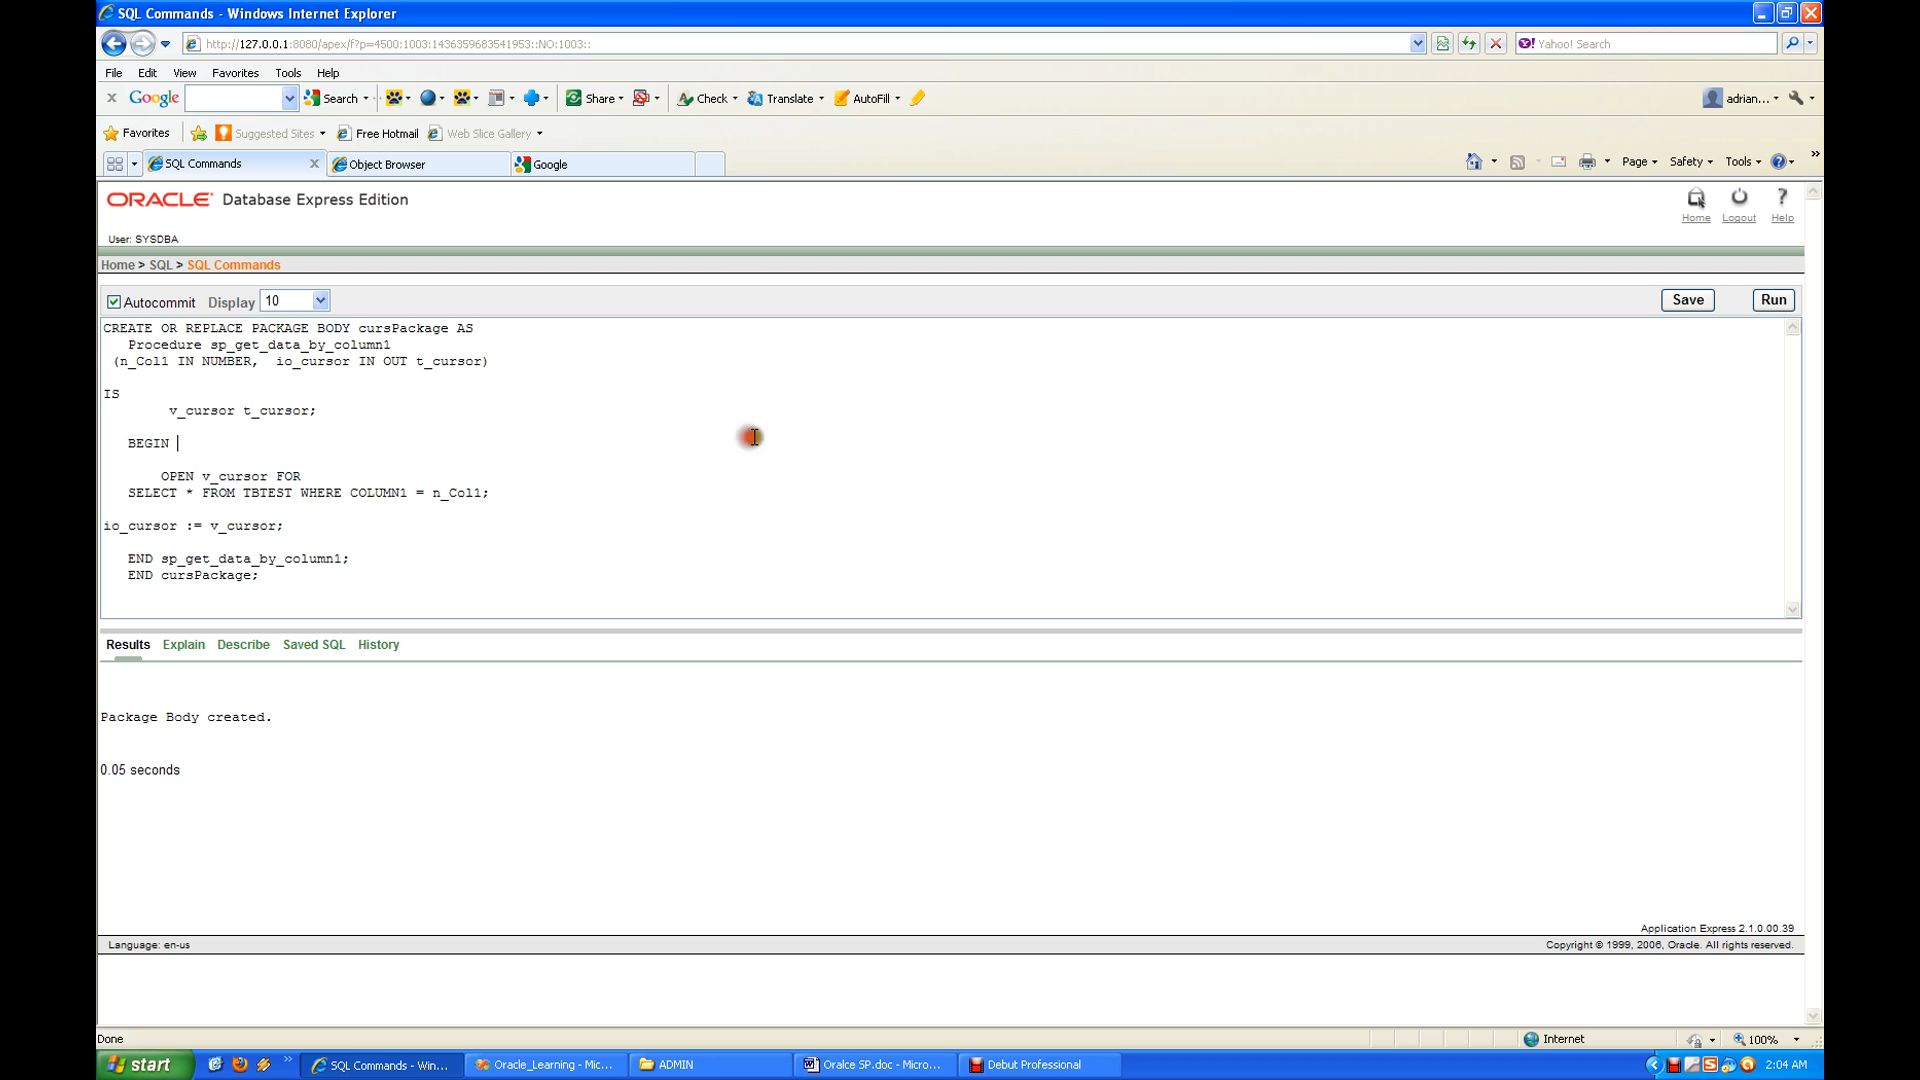 SQL Commands - Windows Internet Explorer
http://127.0.0.1:8080/apex/f?p=4500:1003:1436359683541953::NO:1003::
Yahoo! Search
File Edit View Favorites Tools Help
Google Search Share Check Translate AutoFill adrian...
Favorites Suggested Sites Free Hotmail Web Slice Gallery
SQL Commands Object Browser Google Page Safety Tools
ORACLE Database Express Edition
Home Logout Help
User: SYSDBA
Home > SQL > SQL Commands
Autocommit Display 10 Save Run
CREATE OR REPLACE PACKAGE BODY cursPackage AS
Procedure sp_get_data_by_column1
(n_Col1 IN NUMBER, io_cursor IN OUT t_cursor)
IS
v_cursor t_cursor;
BEGIN
OPEN v_cursor FOR
SELECT * FROM TBTEST WHERE COLUMN1 = n_Col1;
io_cursor := v_cursor;
END sp_get_data_by_column1;
END cursPackage;
Results Explain Describe Saved SQL History
Package Body created.
0.05 seconds
Application Express 2.1.0.00.39
Language: en-us Copyright © 1999, 2006, Oracle. All rights reserved.
Done Internet 100%
start SQL Commands - Win... Oracle_Learning - Mic... ADMIN Oralce SP.doc - Micro... Debut Professional 2:04 AM